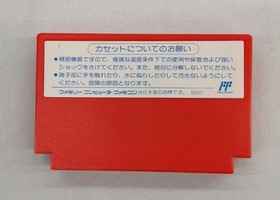 カセットについてのお願い
●精密機器ですので、極端な温度条件下での使用や保管および強い
ショックをさけてください。また、絶対に分解しないでください。
●端子部に手を触れたり、水にぬらしたりして汚さないようにして
ください。故障の原因となります。
ファミリーコンピュータ・ファミコンは任天堂の商標です。